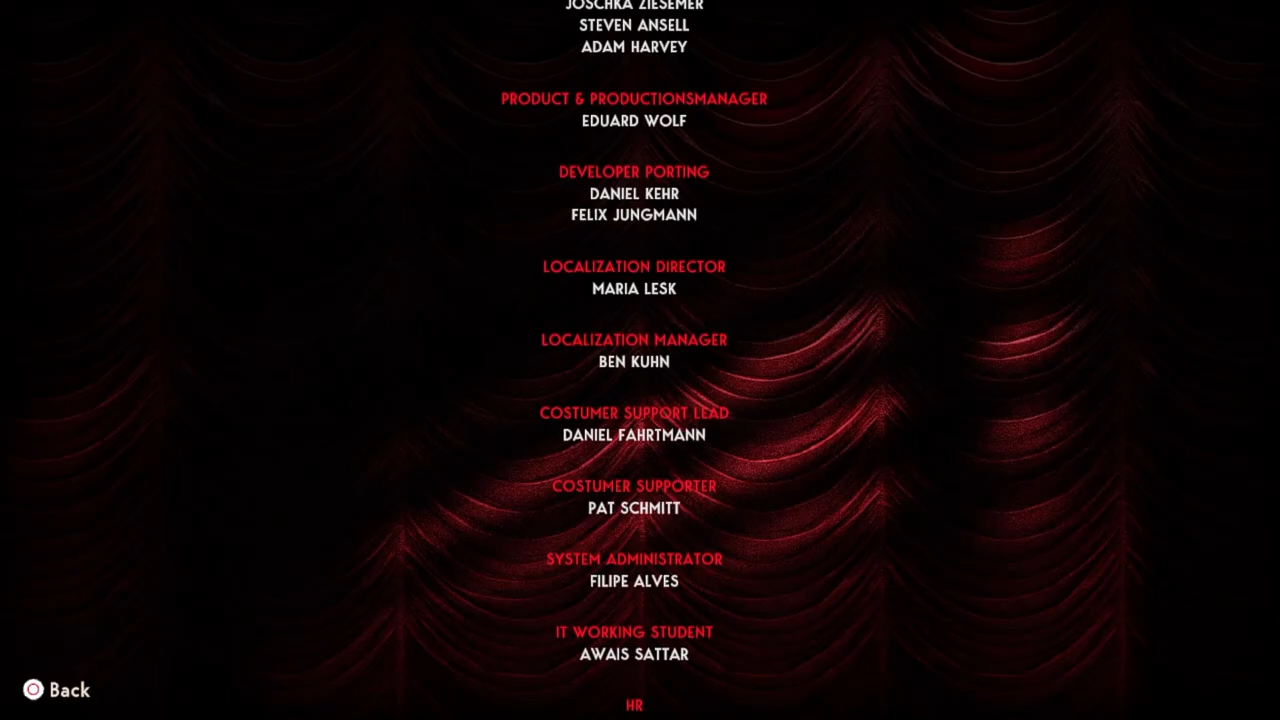 JOSCHKA ZIESEMER
STEVEN ANSELL
ADAM HARVEY
PRODUCT & PRODUCTIONSMANAGER
EDUARD WOLF
DEVELOPER PORTING
DANIEL KEHR
FELIX JUNGMANN
LOCALIZATION DIRECTOR
MARIA LESK
LOCALIZATION MANAGER
BEN KUHN
COSTUMER SUPPORT LEAD
DANIEL FAHRTMANN
COSTUMER SUPPORTER
PAT SCHMITT
SYSTEM ADMINISTRATOR
FILIPE ALVES
IT WORKING STUDENT
AWAIS SATTAR
Back
HR